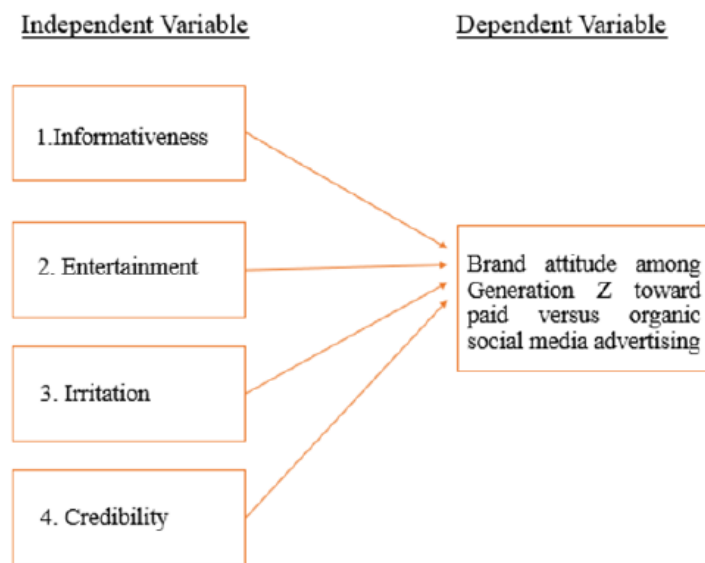 Independent Variable
Dependent Variable
1.Informativeness
2. Entertainment
3. Irritation
4. Credibility
Brand attitude among
Generation Z toward
paid versus organic
social media advertising